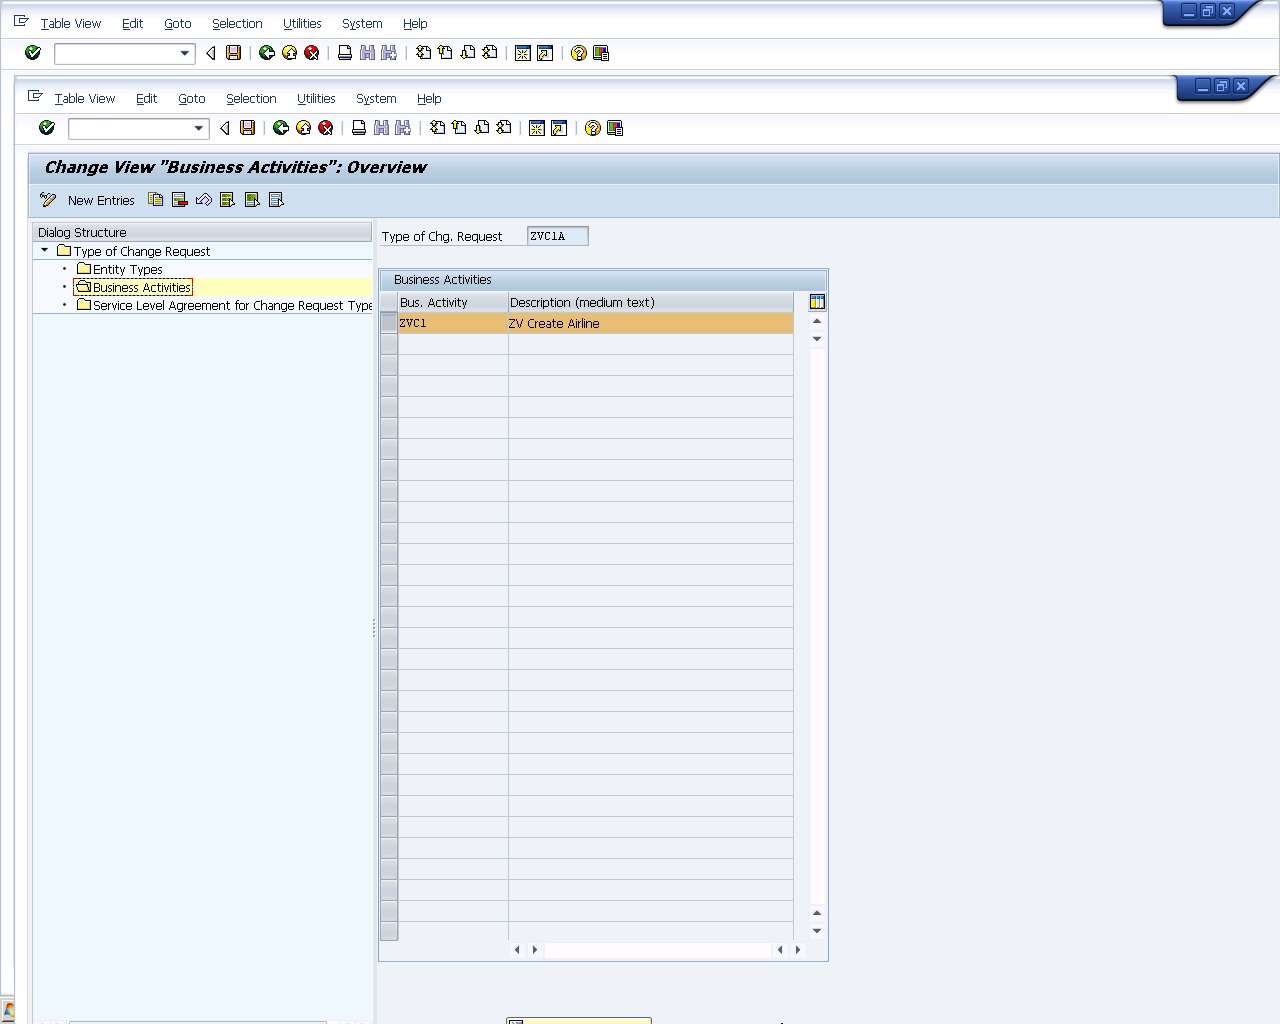 Table View Edit Goto Selection Utilities System Help
Table View Edit Goto Selection Utilities System Help
Change View "Business Activities": Overview
New Entries
Dialog Structure
Type of Change Request
Entity Types
Business Activities
Service Level Agreement for Change Request Type
Type of Chg. Request ZVC1A
Business Activities
Bus. Activity Description (medium text)
ZVC1 ZV Create Airline